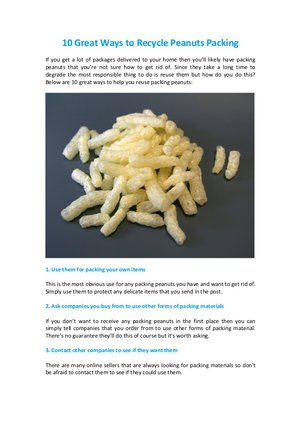 10 Great Ways to Recycle Peanuts Packing
If you get a lot of packages delivered to your home then you'll likely have packing
peanuts that you're not sure how to get rid of. Since they take a long time to
degrade the most responsible thing to do is reuse them but how do you do this?
Below are 10 great ways to help you reuse packing peanuts:
1. Use them for packing your own items
This is the most obvious use for any packing peanuts you have and want to get rid of.
Simply use them to protect any delicate items that you send in the post.
2. Ask companies you buy from to use other forms of packing materials
If you don't want to receive any packing peanuts in the first place then you can
simply tell companies that you order from to use other forms of packing material.
There's no guarantee they'll do this of course but it's worth asking.
3. Contact other companies to see if they want them
There are many online sellers that are always looking for packing materials so don't
be afraid to contact them to see if they could use them.